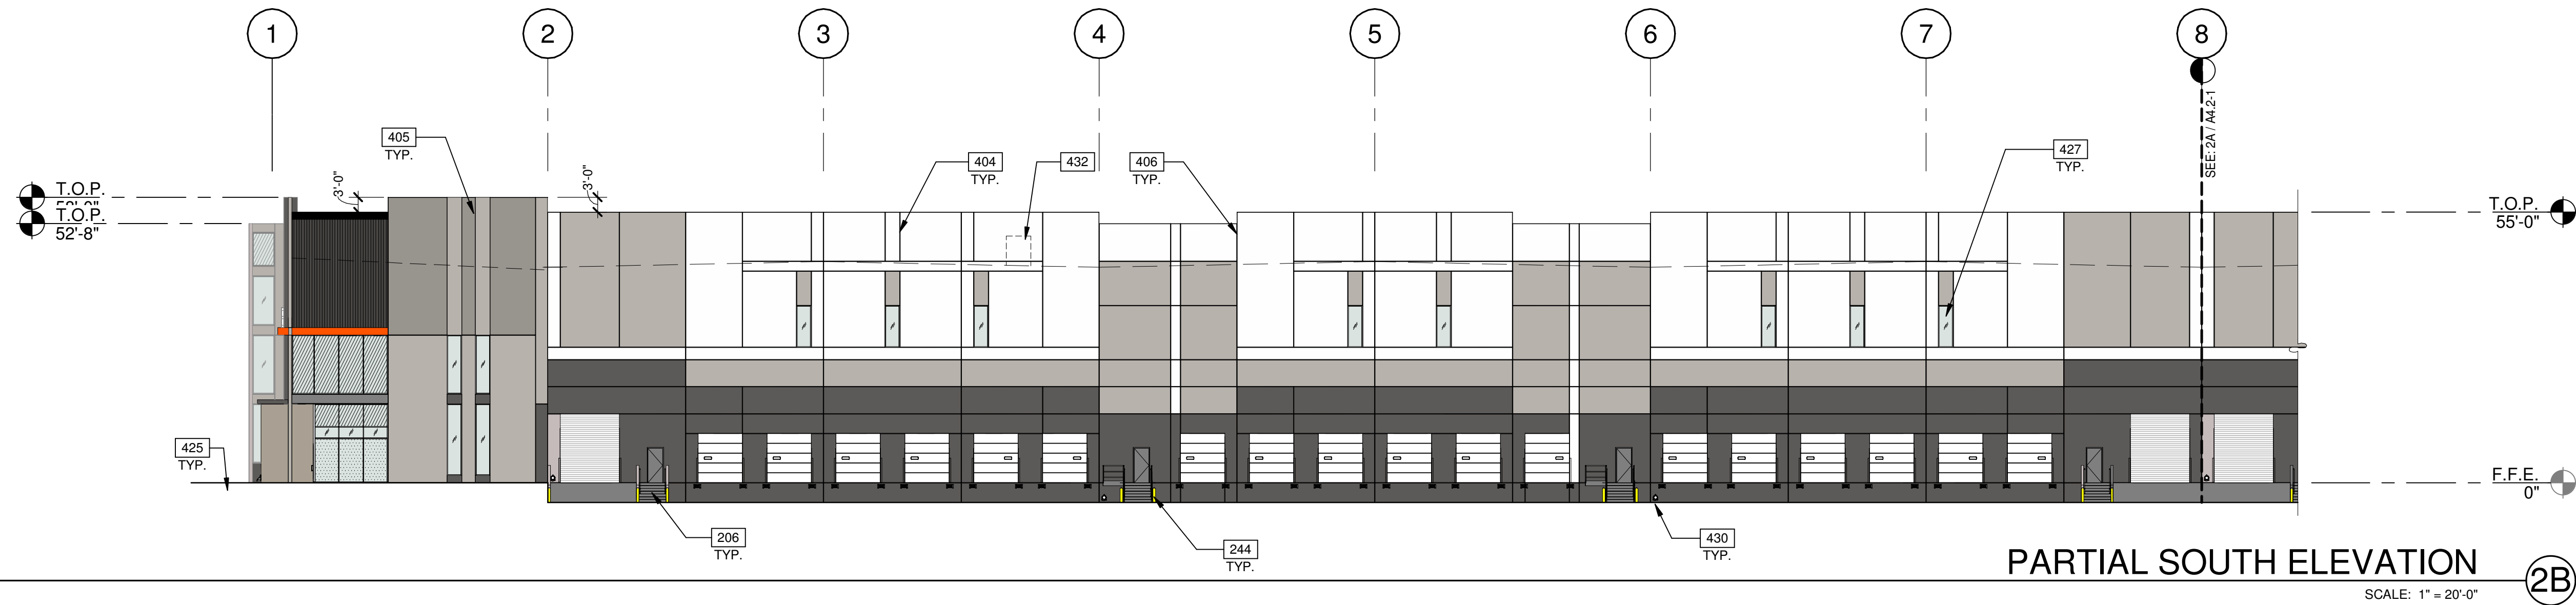 1 2 3 4 5 6 7 8
SEE: 2A / A4.2-1
405
TYP.
404
TYP.
432
406
TYP.
427
TYP.
3'-0"
3'-0"
T.O.P.
T.O.P.
52'-8"
T.O.P.
55'-0"
425
TYP.
F.F.E.
0"
206
TYP.
244
TYP.
430
TYP.
PARTIAL SOUTH ELEVATION
2B
SCALE: 1" = 20'-0"